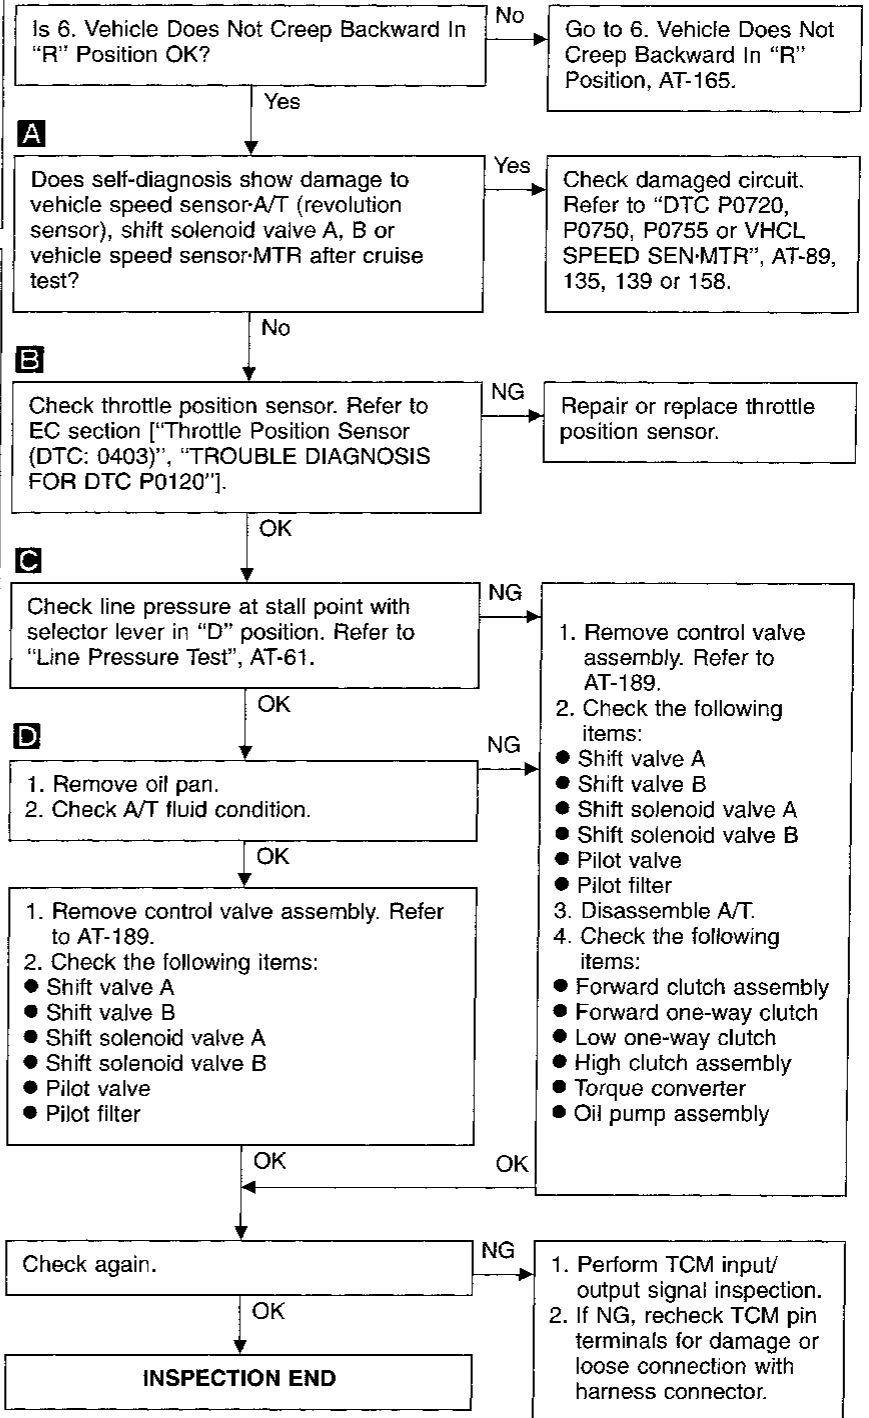 Is 6. Vehicle Does Not Creep Backward In
"R" Position OK?
No
Go to 6. Vehicle Does Not
Creep Backward In "R"
Position, AT-165.
Yes
A
Does self-diagnosis show damage to
vehicle speed sensor·A/T (revolution
sensor), shift solenoid valve A, B or
vehicle speed sensor·MTR after cruise
test?
Yes
Check damaged circuit.
Refer to "DTC P0720,
P0750, P0755 or VHCL
SPEED SEN·MTR", AT-89,
135, 139 or 158.
No
B
Check throttle position sensor. Refer to
EC section ["Throttle Position Sensor
(DTC: 0403)", "TROUBLE DIAGNOSIS
FOR DTC P0120"].
NG
Repair or replace throttle
position sensor.
OK
C
Check line pressure at stall point with
selector lever in "D" position. Refer to
"Line Pressure Test", AT-61.
NG
OK
D
1. Remove oil pan.
2. Check A/T fluid condition.
NG
1. Remove control valve
assembly. Refer to
AT-189.
2. Check the following
items:
● Shift valve A
● Shift valve B
● Shift solenoid valve A
● Shift solenoid valve B
● Pilot valve
● Pilot filter
3. Disassemble A/T.
4. Check the following
items:
● Forward clutch assembly
● Forward one-way clutch
● Low one-way clutch
● High clutch assembly
● Torque converter
● Oil pump assembly
OK
1. Remove control valve assembly. Refer
to AT-189.
2. Check the following items:
● Shift valve A
● Shift valve B
● Shift solenoid valve A
● Shift solenoid valve B
● Pilot valve
● Pilot filter
OK
OK
Check again.
NG
1. Perform TCM input/
output signal inspection.
2. If NG, recheck TCM pin
terminals for damage or
loose connection with
harness connector.
OK
INSPECTION END